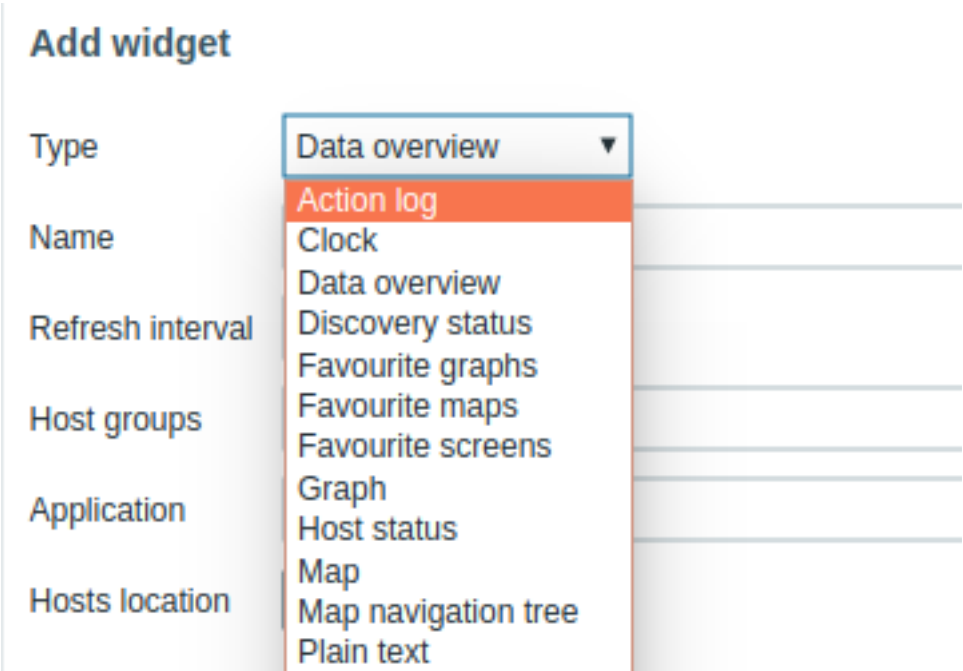 Add widget
Type
Data overview ▼
Action log
Name
Clock
Data overview
Refresh interval
Discovery status
Favourite graphs
Host groups
Favourite maps
Favourite screens
Application
Graph
Host status
Hosts location
Map
Map navigation tree
Plain text